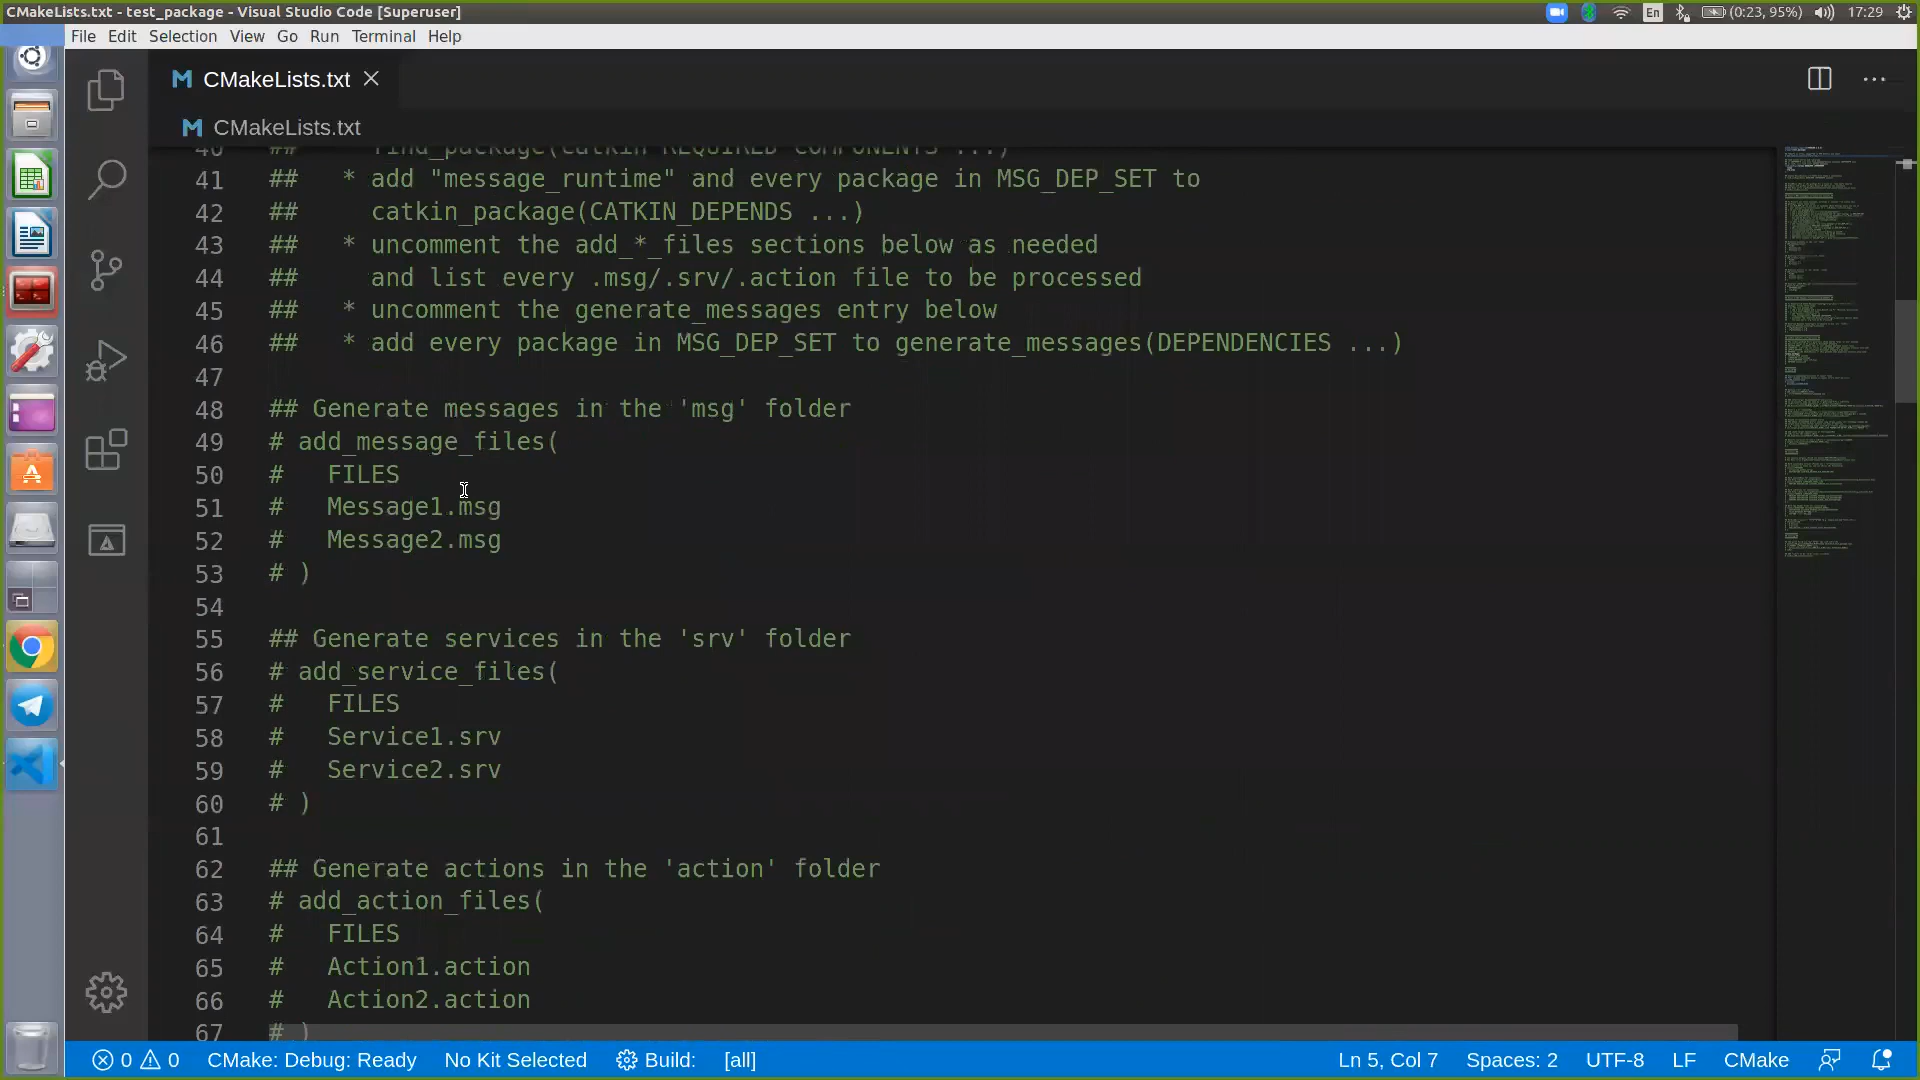 CMakeLists.txt - test_package - Visual Studio Code [Superuser]
En
(0:23, 95%)
17:29
File Edit Selection View Go Run Terminal Help
CMakeLists.txt
CMakeLists.txt
40 ## find_package(catkin REQUIRED COMPONENTS ...)
41 ## * add "message_runtime" and every package in MSG_DEP_SET to
42 ## catkin_package(CATKIN_DEPENDS ...)
43 ## * uncomment the add_*_files sections below as needed
44 ## and list every .msg/.srv/.action file to be processed
45 ## * uncomment the generate_messages entry below
46 ## * add every package in MSG_DEP_SET to generate_messages(DEPENDENCIES ...)
47
48 ## Generate messages in the 'msg' folder
49 # add_message_files(
50 # FILES
51 # Message1.msg
52 # Message2.msg
53 # )
54
55 ## Generate services in the 'srv' folder
56 # add_service_files(
57 # FILES
58 # Service1.srv
59 # Service2.srv
60 # )
61
62 ## Generate actions in the 'action' folder
63 # add_action_files(
64 # FILES
65 # Action1.action
66 # Action2.action
67 # )
0 0 CMake: Debug: Ready No Kit Selected Build: [all] Ln 5, Col 7 Spaces: 2 UTF-8 LF CMake